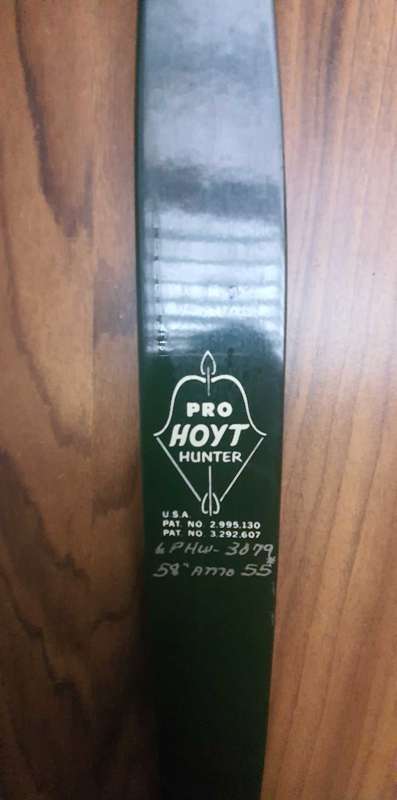 PRO
HOYT
HUNTER
U.S.A.
PAT. NO 2.995.130
PAT. NO 3.292.607
6PHW-3079
58" AMO 55#